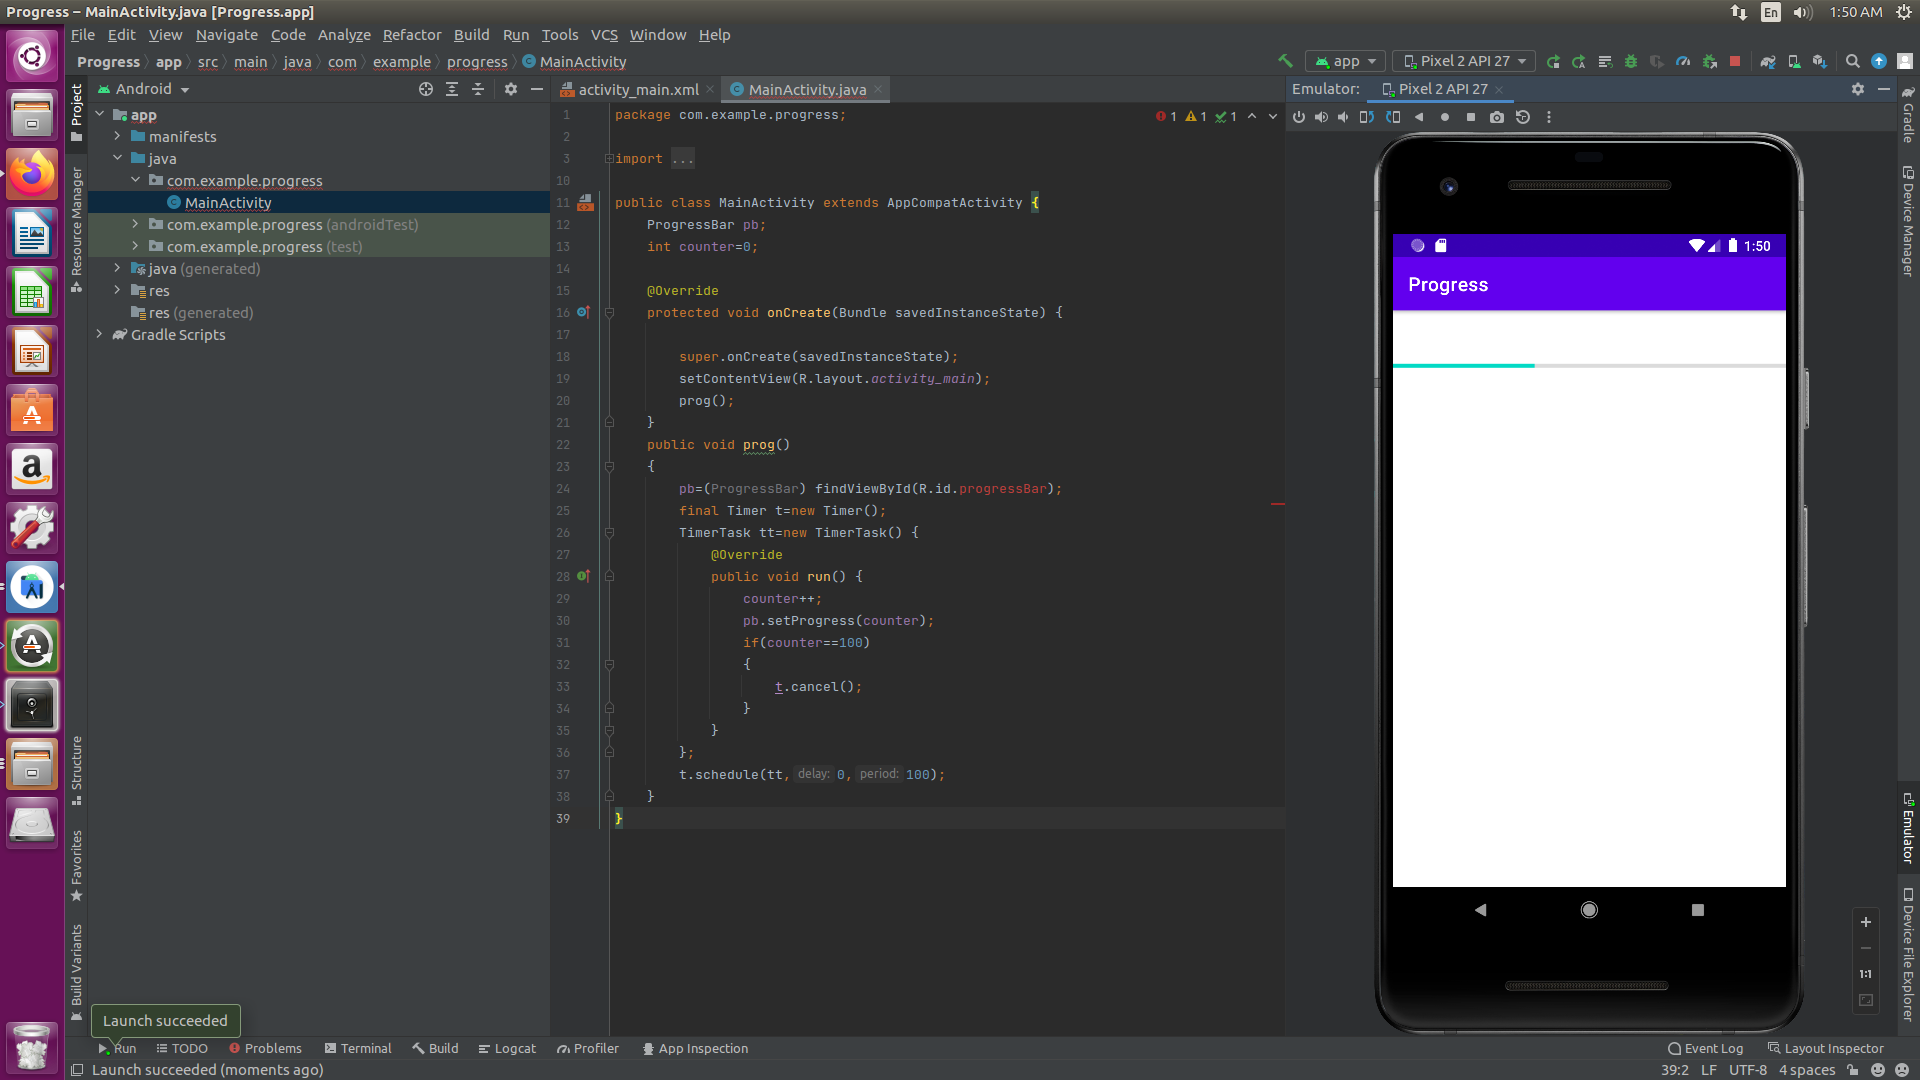 Progress – MainActivity.java [Progress.app]
En
1:50 AM
File Edit View Navigate Code Analyze Refactor Build Run Tools VCS Window Help
Progress app src main java com example progress MainActivity
app
Pixel 2 API 27
Android
activity_main.xml
MainActivity.java
Emulator:
Pixel 2 API 27
Project
Resource Manager
Structure
Favorites
Build Variants
app
manifests
java
com.example.progress
MainActivity
com.example.progress (androidTest)
com.example.progress (test)
java (generated)
res
res (generated)
Gradle Scripts
1 package com.example.progress;
1 1 1
2
3 import ...
10
11 public class MainActivity extends AppCompatActivity {
12 ProgressBar pb;
13 int counter=0;
14
15 @Override
16 protected void onCreate(Bundle savedInstanceState) {
17
18 super.onCreate(savedInstanceState);
19 setContentView(R.layout.activity_main);
20 prog();
21 }
22 public void prog()
23 {
24 pb=(ProgressBar) findViewById(R.id.progressBar);
25 final Timer t=new Timer();
26 TimerTask tt=new TimerTask() {
27 @Override
28 public void run() {
29 counter++;
30 pb.setProgress(counter);
31 if(counter==100)
32 {
33 t.cancel();
34 }
35 }
36 };
37 t.schedule(tt, delay: 0, period: 100);
38 }
39 }
1:50
Progress
1:1
Gradle
Device Manager
Emulator
Device File Explorer
Launch succeeded
Run TODO Problems Terminal Build Logcat Profiler App Inspection
Event Log Layout Inspector
Launch succeeded (moments ago)
39:2 LF UTF-8 4 spaces